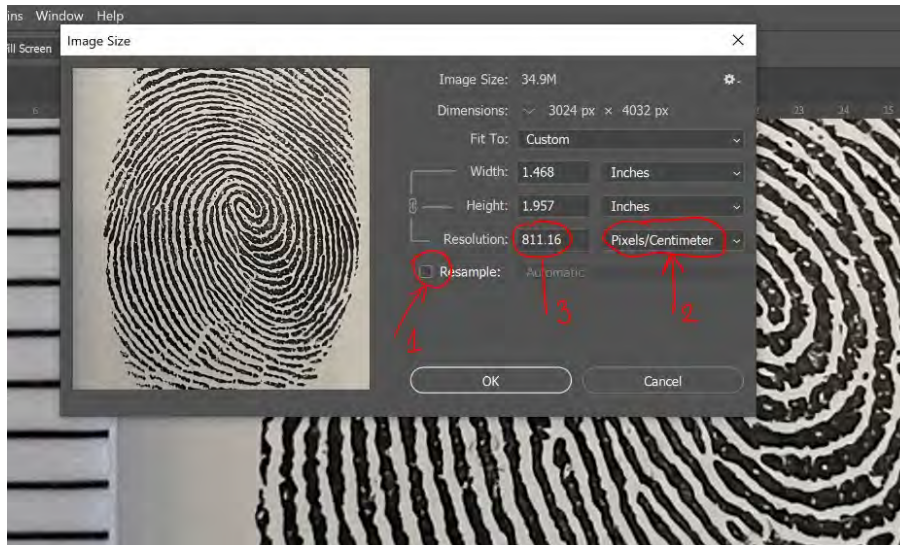 ins Window Help
Image Size
ill Screen
Image Size: 34.9M
Dimensions: 3024 px × 4032 px
6 23 24 25
Fit To: Custom
Width: 1.468 Inches
Height: 1.957 Inches
Resolution: 811.16 Pixels/Centimeter
Resample: Automatic
1 3 2
OK Cancel